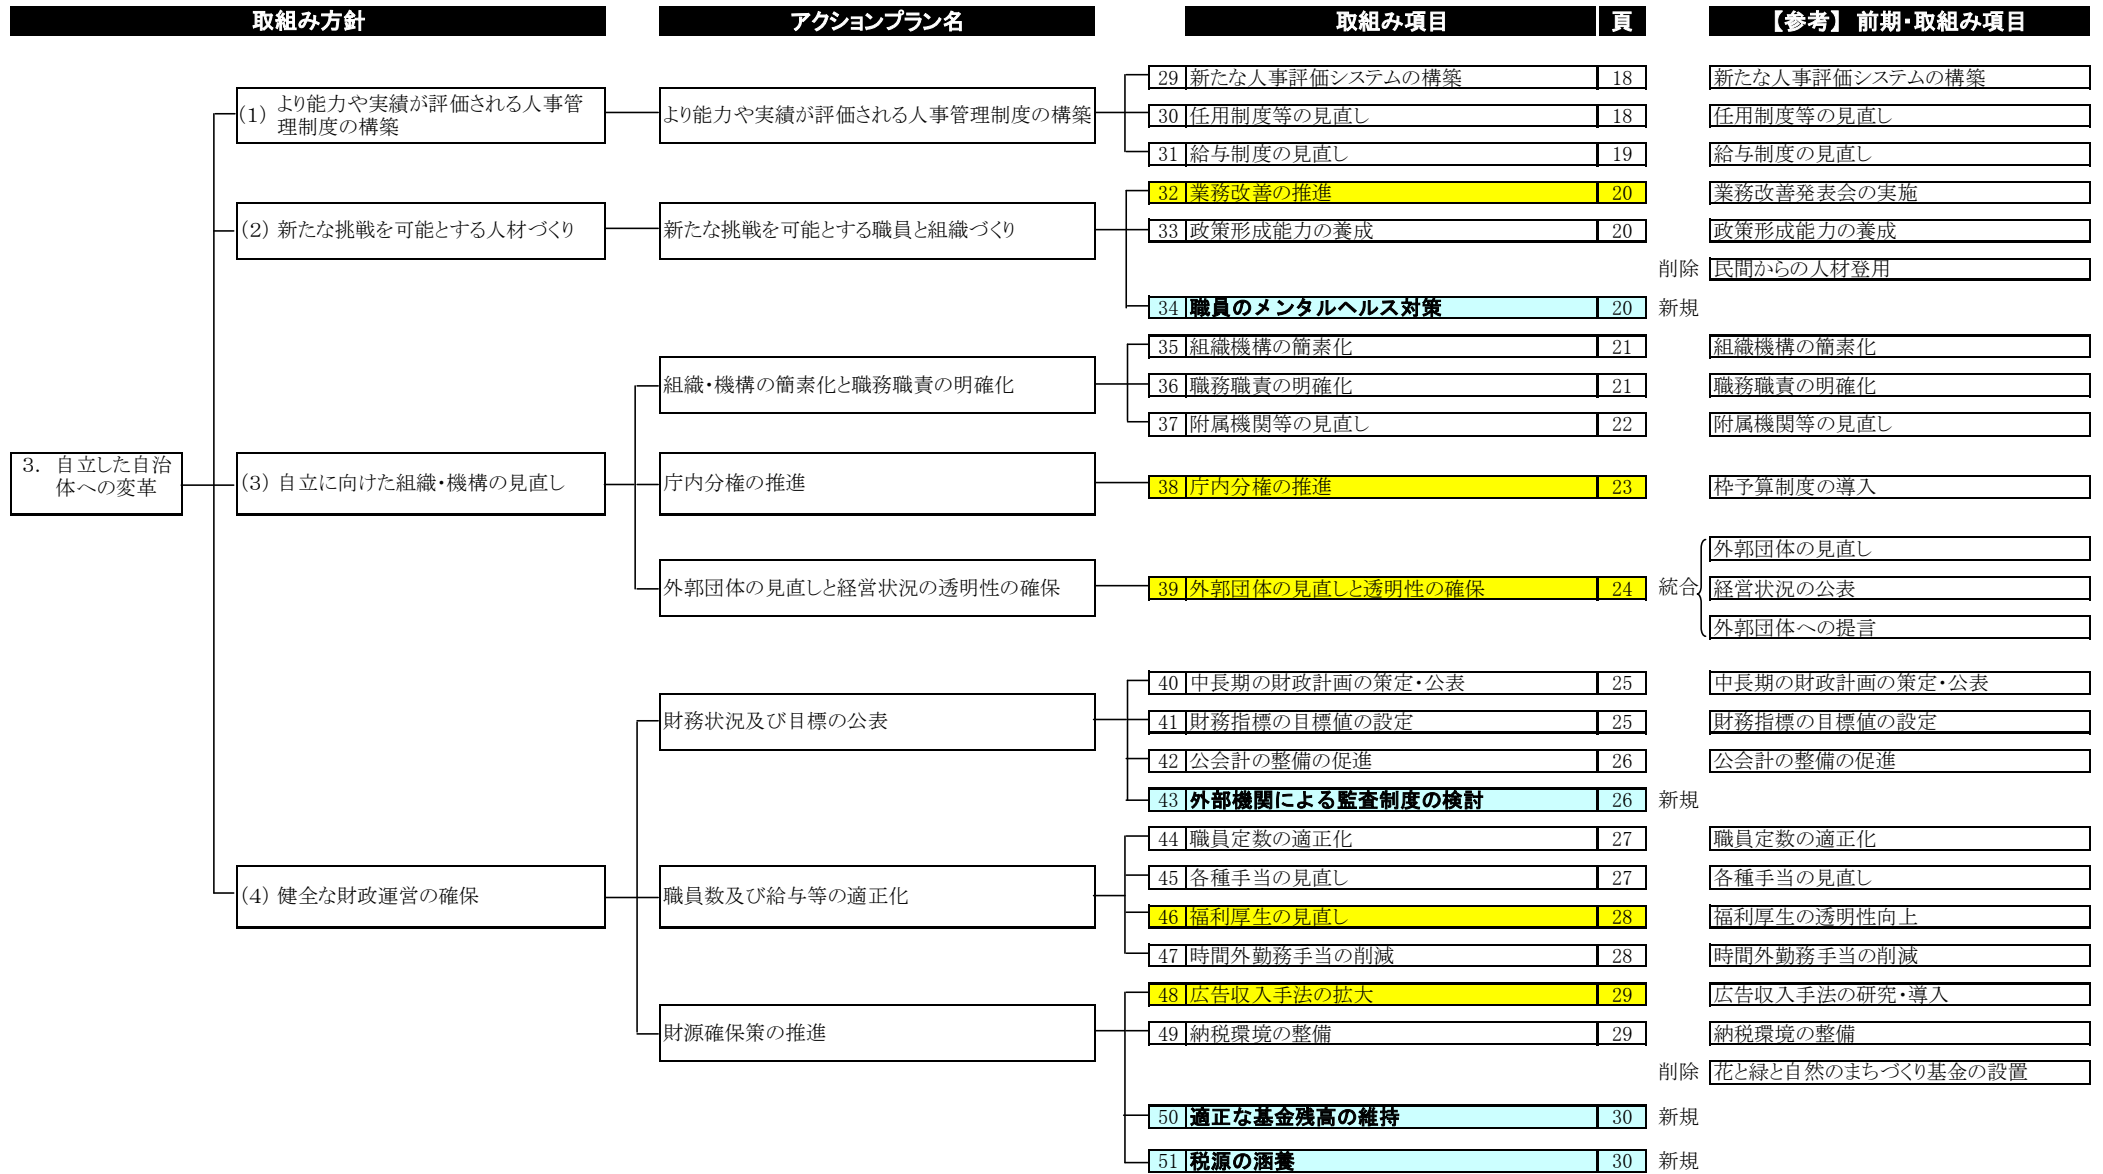 取組み方針 アクションプラン名 取組み項目 頁 【参考】 前期・取組み項目
29 新たな人事評価システムの構築 18 新たな人事評価システムの構築
(1) より能力や実績が評価される人事管
理制度の構築
より能力や実績が評価される人事管理制度の構築
30 任用制度等の見直し 18 任用制度等の見直し
31 給与制度の見直し 19 給与制度の見直し
32 業務改善の推進 20 業務改善発表会の実施
(2) 新たな挑戦を可能とする人材づくり
新たな挑戦を可能とする職員と組織づくり
33 政策形成能力の養成 20 政策形成能力の養成
削除 民間からの人材登用
34 職員のメンタルヘルス対策 20 新規
35 組織機構の簡素化 21 組織機構の簡素化
組織・機構の簡素化と職務職責の明確化
36 職務職責の明確化 21 職務職責の明確化
37 附属機関等の見直し 22 附属機関等の見直し
3. 自立した自治
体への変革
(3) 自立に向けた組織・機構の見直し
庁内分権の推進
38 庁内分権の推進 23 枠予算制度の導入
外郭団体の見直し
外郭団体の見直しと経営状況の透明性の確保
39 外郭団体の見直しと透明性の確保 24 統合 経営状況の公表
外郭団体への提言
40 中長期の財政計画の策定・公表 25 中長期の財政計画の策定・公表
財務状況及び目標の公表
41 財務指標の目標値の設定 25 財務指標の目標値の設定
42 公会計の整備の促進 26 公会計の整備の促進
43 外部機関による監査制度の検討 26 新規
44 職員定数の適正化 27 職員定数の適正化
45 各種手当の見直し 27 各種手当の見直し
(4) 健全な財政運営の確保
職員数及び給与等の適正化
46 福利厚生の見直し 28 福利厚生の透明性向上
47 時間外勤務手当の削減 28 時間外勤務手当の削減
48 広告収入手法の拡大 29 広告収入手法の研究・導入
財源確保策の推進
49 納税環境の整備 29 納税環境の整備
削除 花と緑と自然のまちづくり基金の設置
50 適正な基金残高の維持 30 新規
51 税源の涵養 30 新規